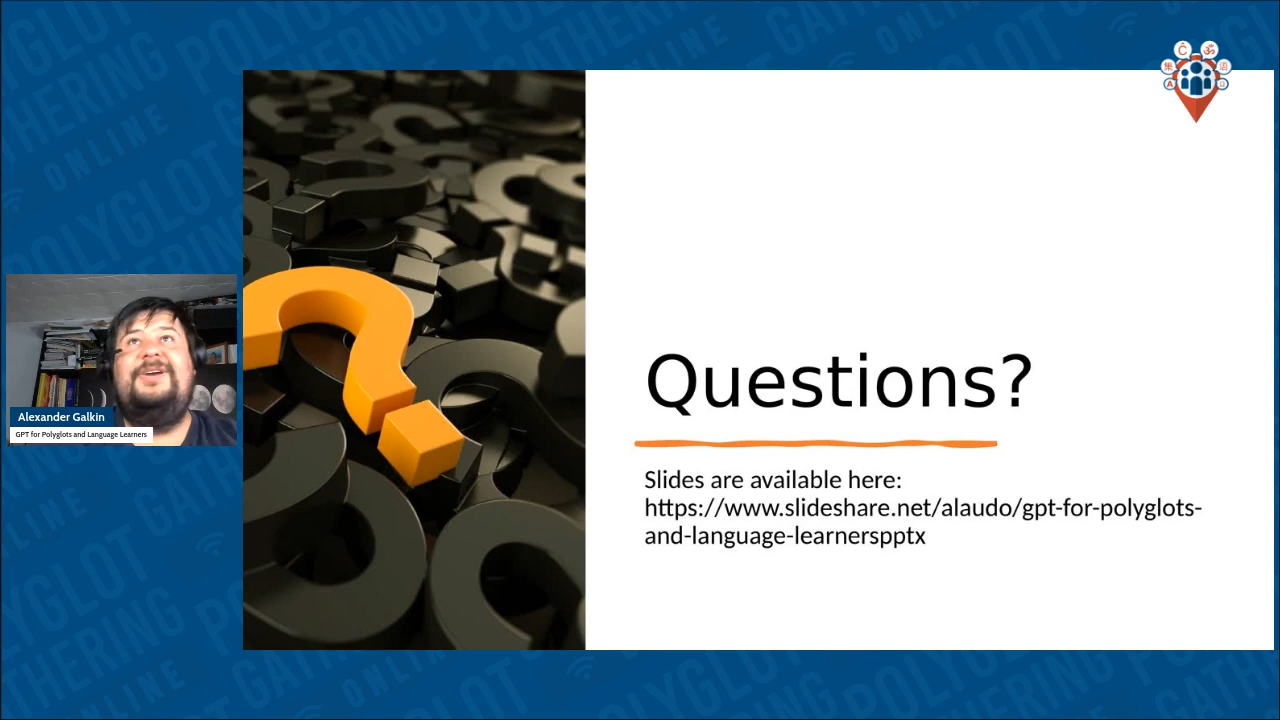 POLYGLOT
GATHERING
ONLINE
Alexander Galkin
GPT for Polyglots and Language Learners
Questions?
Slides are available here:
https://www.slideshare.net/alaudo/gpt-for-polyglots-
and-language-learnerspptx